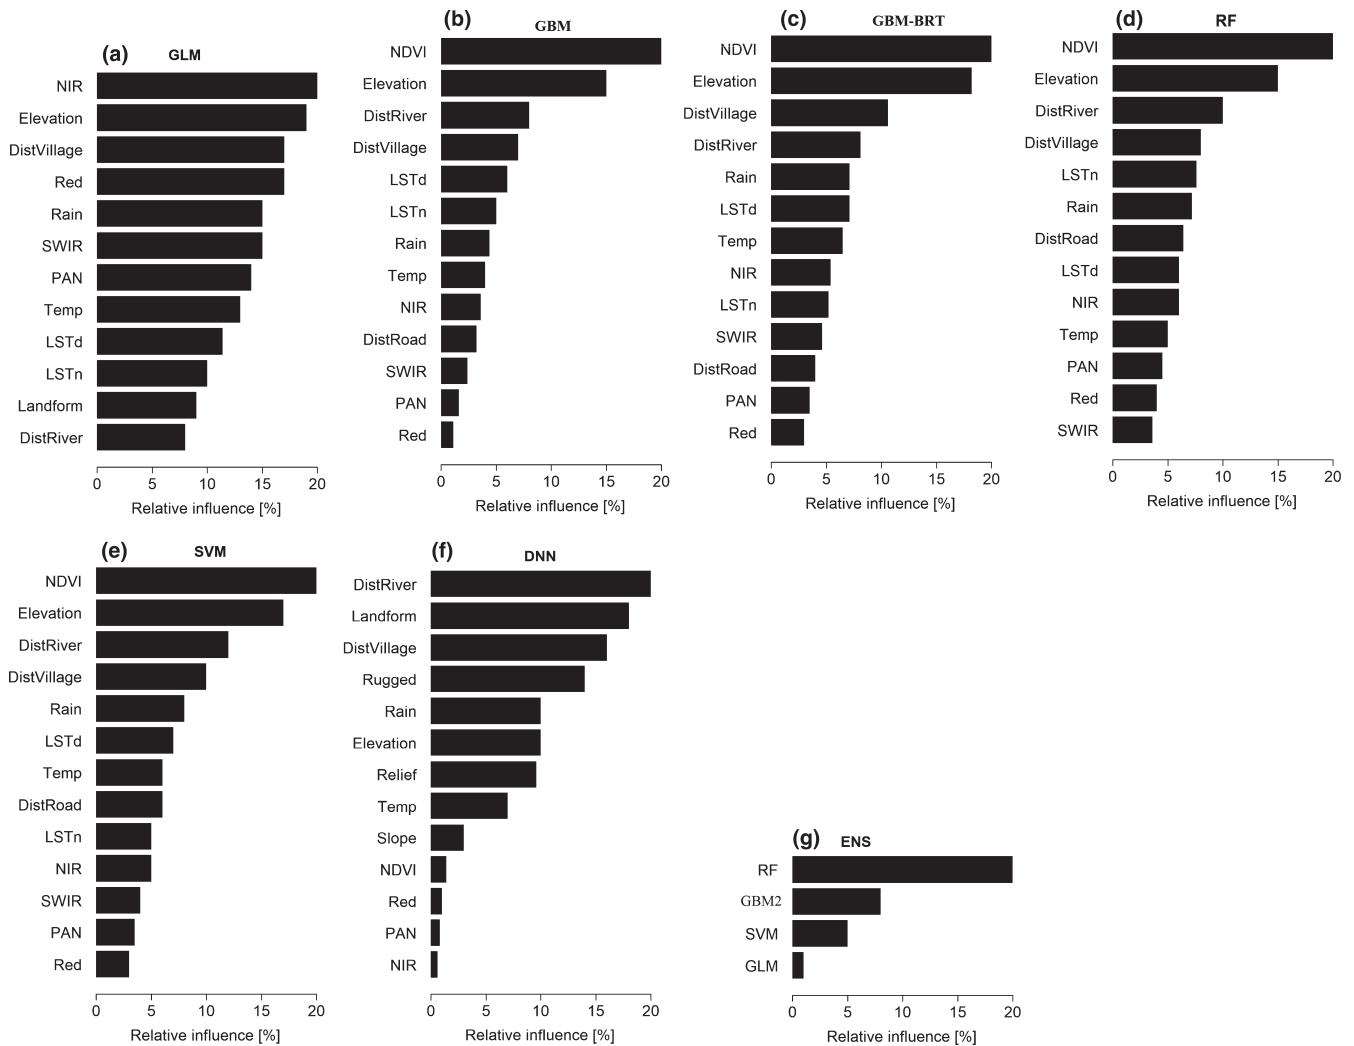 (a) GLM
NIR
Elevation
DistVillage
Red
Rain
SWIR
PAN
Temp
LSTd
LSTn
Landform
DistRiver
0 5 10 15 20
Relative influence [%]
(b) GBM
NDVI
Elevation
DistRiver
DistVillage
LSTd
LSTn
Rain
Temp
NIR
DistRoad
SWIR
PAN
Red
0 5 10 15 20
Relative influence [%]
(c) GBM-BRT
NDVI
Elevation
DistVillage
DistRiver
Rain
LSTd
Temp
NIR
LSTn
SWIR
DistRoad
PAN
Red
0 5 10 15 20
Relative influence [%]
(d) RF
NDVI
Elevation
DistRiver
DistVillage
LSTn
Rain
DistRoad
LSTd
NIR
Temp
PAN
Red
SWIR
0 5 10 15 20
Relative influence [%]
(e) SVM
NDVI
Elevation
DistRiver
DistVillage
Rain
LSTd
Temp
DistRoad
LSTn
NIR
SWIR
PAN
Red
0 5 10 15 20
Relative influence [%]
(f) DNN
DistRiver
Landform
DistVillage
Rugged
Rain
Elevation
Relief
Temp
Slope
NDVI
Red
PAN
NIR
0 5 10 15 20
Relative influence [%]
(g) ENS
RF
GBM2
SVM
GLM
0 5 10 15 20
Relative influence [%]